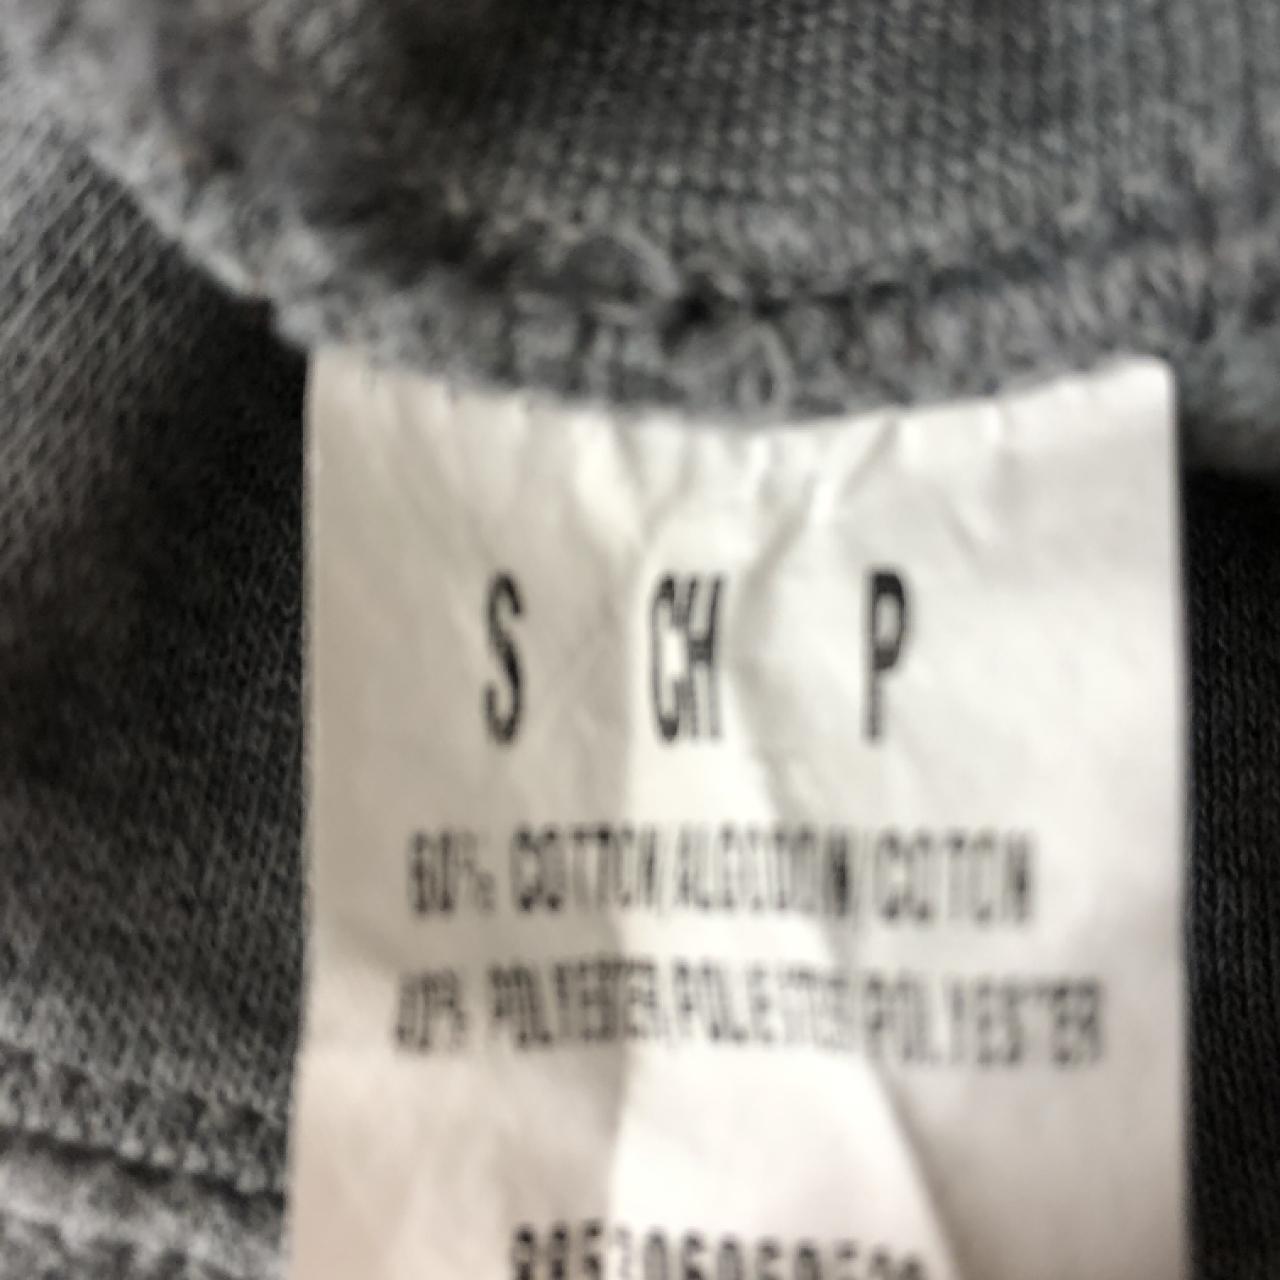 S CH P
60% COTTON/ALGODON/COTON
40% POLYESTER/POLIESTER/POLYESTER